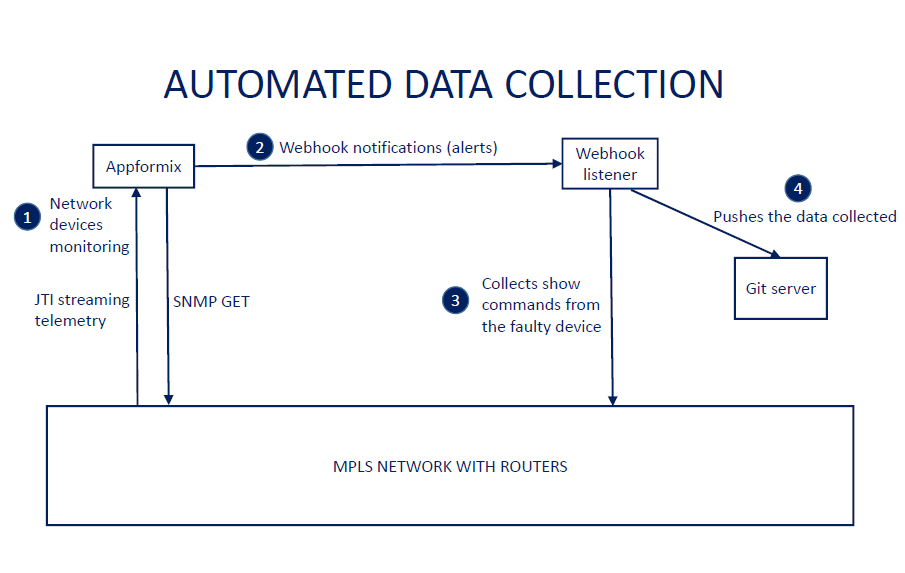 AUTOMATED DATA COLLECTION
2 Webhook notifications (alerts)
Appformix
Webhook
listener
4
Pushes the data collected
1
Network
devices
monitoring
JTI streaming
telemetry
SNMP GET
3
Collects show
commands from
the faulty device
Git server
MPLS NETWORK WITH ROUTERS